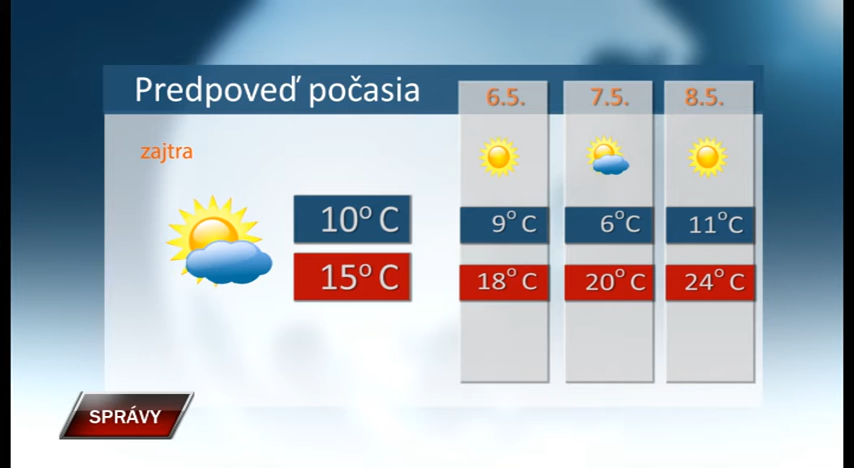 Predpoveď počasia
zajtra
10° C
15° C
6.5.
9° C
18° C
7.5.
6°C
20° C
8.5.
11°C
24° C
SPRÁVY